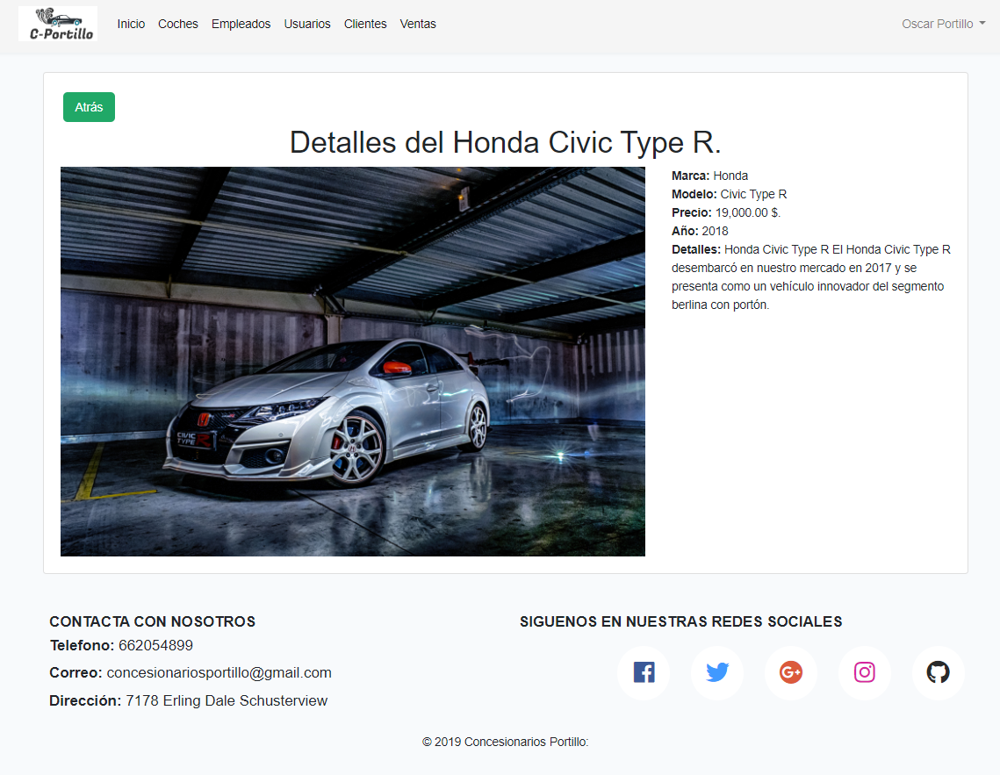 C-Portillo
Inicio Coches Empleados Usuarios Clientes Ventas
Oscar Portillo
Atrás
Detalles del Honda Civic Type R.
CIVIC
TYPE R
Marca: Honda
Modelo: Civic Type R
Precio: 19,000.00 $.
Año: 2018
Detalles: Honda Civic Type R El Honda Civic Type R
desembarcó en nuestro mercado en 2017 y se
presenta como un vehículo innovador del segmento
berlina con portón.
CONTACTA CON NOSOTROS
Telefono: 662054899
Correo: concesionariosportillo@gmail.com
Dirección: 7178 Erling Dale Schusterview
SIGUENOS EN NUESTRAS REDES SOCIALES
© 2019 Concesionarios Portillo: